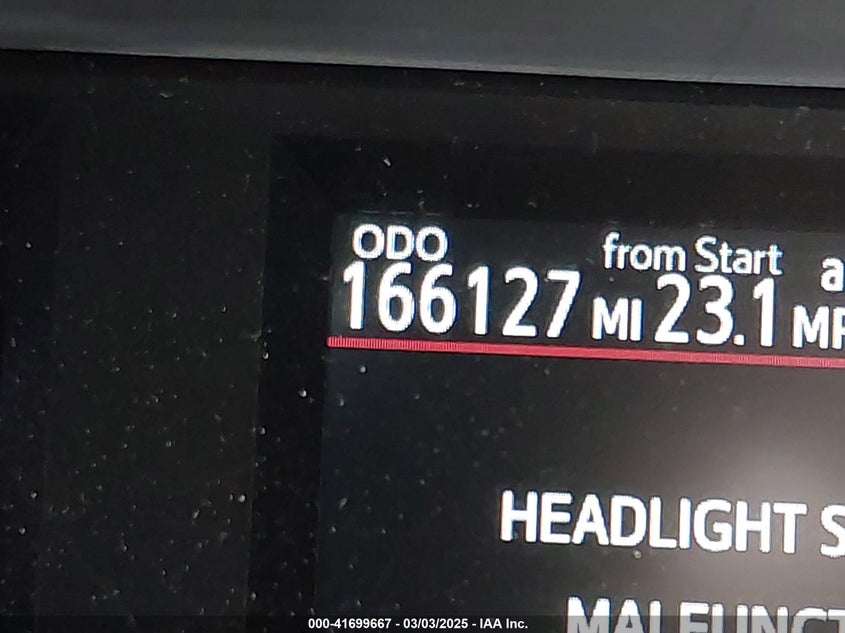 ODO from Start
166127 MI 23.1
HEADLIGHT
000-41699667 - 03/03/2025 - IAA Inc.